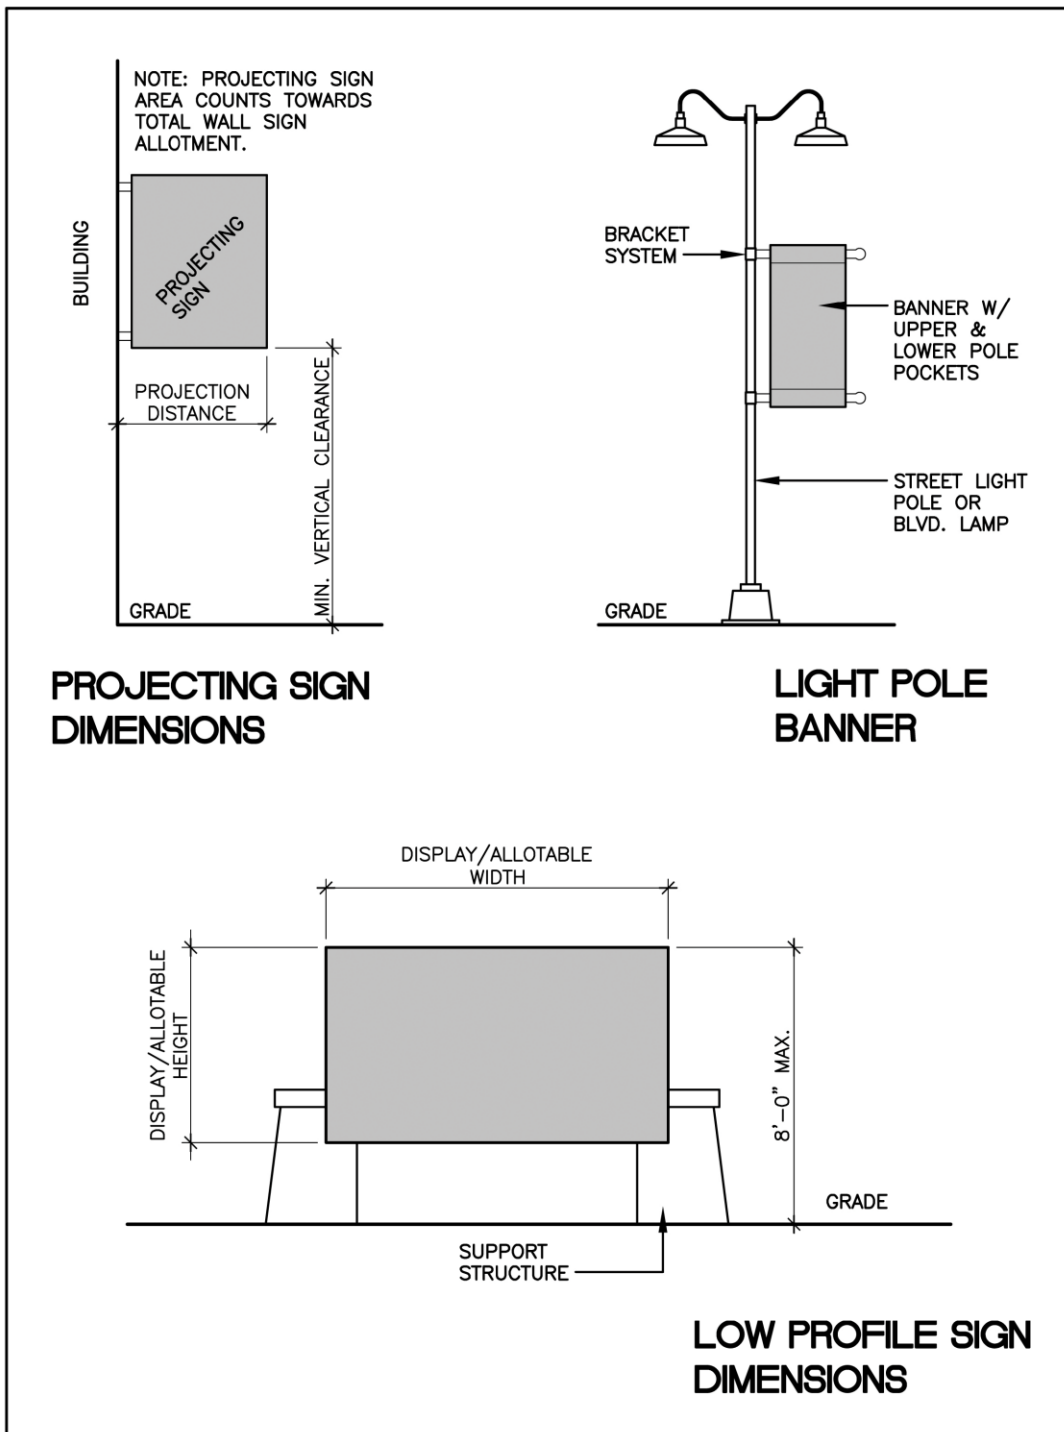 NOTE: PROJECTING SIGN
AREA COUNTS TOWARDS
TOTAL WALL SIGN
ALLOTMENT.
BUILDING
PROJECTING
SIGN
PROJECTION
DISTANCE
MIN. VERTICAL CLEARANCE
GRADE
PROJECTING SIGN
DIMENSIONS
BRACKET
SYSTEM
BANNER W/
UPPER &
LOWER POLE
POCKETS
STREET LIGHT
POLE OR
BLVD. LAMP
GRADE
LIGHT POLE
BANNER
DISPLAY/ALLOTABLE
WIDTH
DISPLAY/ALLOTABLE
HEIGHT
8'-0" MAX.
GRADE
SUPPORT
STRUCTURE
LOW PROFILE SIGN
DIMENSIONS